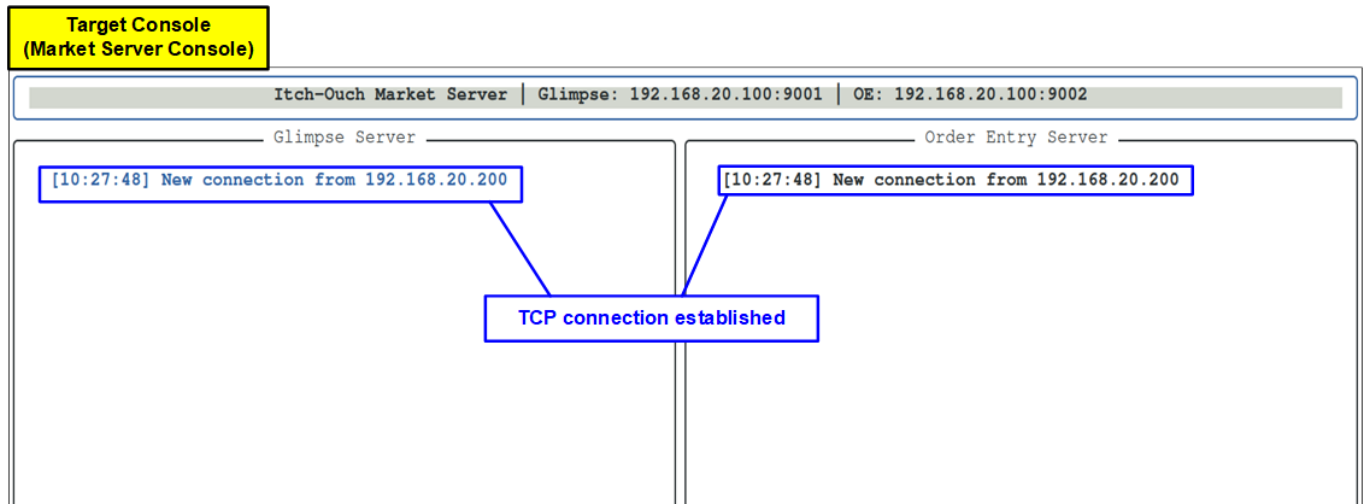 Target Console
(Market Server Console)
Itch-Ouch Market Server | Glimpse: 192.168.20.100:9001 | OE: 192.168.20.100:9002
Glimpse Server
[10:27:48] New connection from 192.168.20.200
Order Entry Server
[10:27:48] New connection from 192.168.20.200
TCP connection established